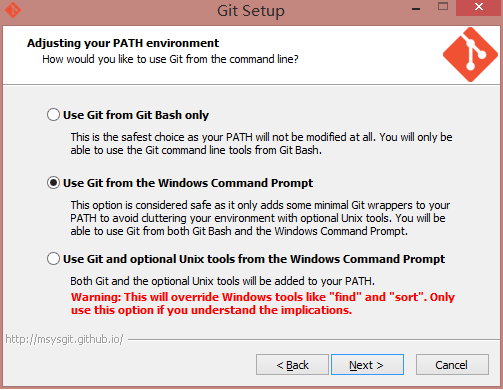 Git Setup
Adjusting your PATH environment
How would you like to use Git from the command line?
Use Git from Git Bash only
This is the safest choice as your PATH will not be modified at all. You will only be
able to use the Git command line tools from Git Bash.
Use Git from the Windows Command Prompt
This option is considered safe as it only adds some minimal Git wrappers to your
PATH to avoid cluttering your environment with optional Unix tools. You will be
able to use Git from both Git Bash and the Windows Command Prompt.
Use Git and optional Unix tools from the Windows Command Prompt
Both Git and the optional Unix tools will be added to your PATH.
Warning: This will override Windows tools like "find" and "sort". Only
use this option if you understand the implications.
http://msysgit.github.io/
< Back
Next >
Cancel